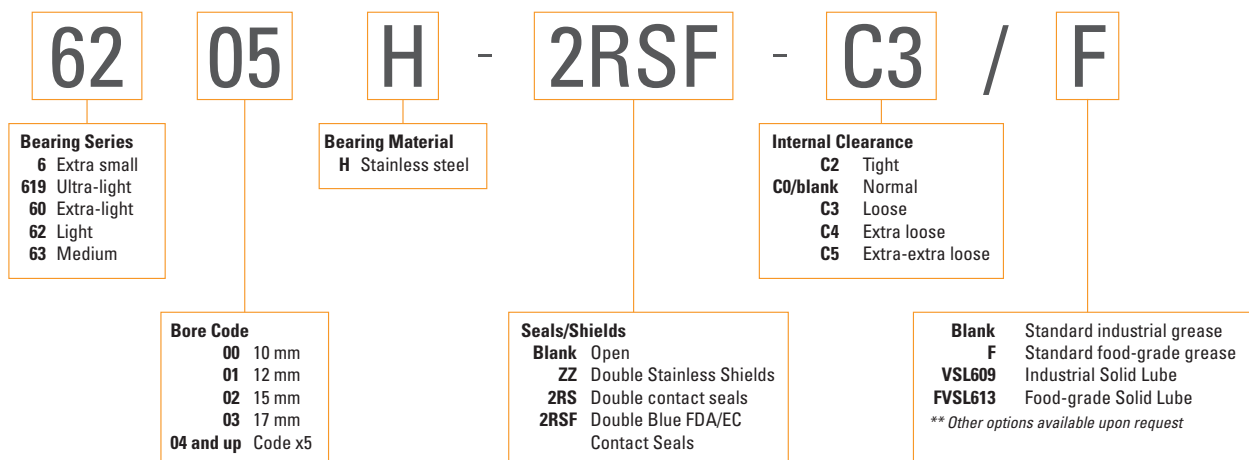 62 05 H - 2RSF - C3 / F
Bearing Series
6 Extra small
619 Ultra-light
60 Extra-light
62 Light
63 Medium
Bearing Material
H Stainless steel
Internal Clearance
C2 Tight
C0/blank Normal
C3 Loose
C4 Extra loose
C5 Extra-extra loose
Bore Code
00 10 mm
01 12 mm
02 15 mm
03 17 mm
04 and up Code x5
Seals/Shields
Blank Open
ZZ Double Stainless Shields
2RS Double contact seals
2RSF Double Blue FDA/EC
Contact Seals
Blank Standard industrial grease
F Standard food-grade grease
VSL609 Industrial Solid Lube
FVSL613 Food-grade Solid Lube
** Other options available upon request